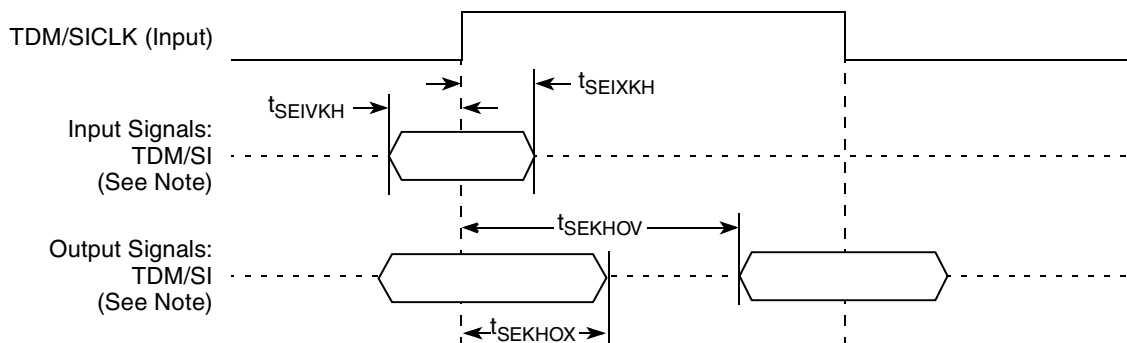 TDM/SICLK (Input)
tSEIXKH
tSEIVKH
Input Signals:
TDM/SI
(See Note)
tSEKHOV
Output Signals:
TDM/SI
(See Note)
tSEKHOX